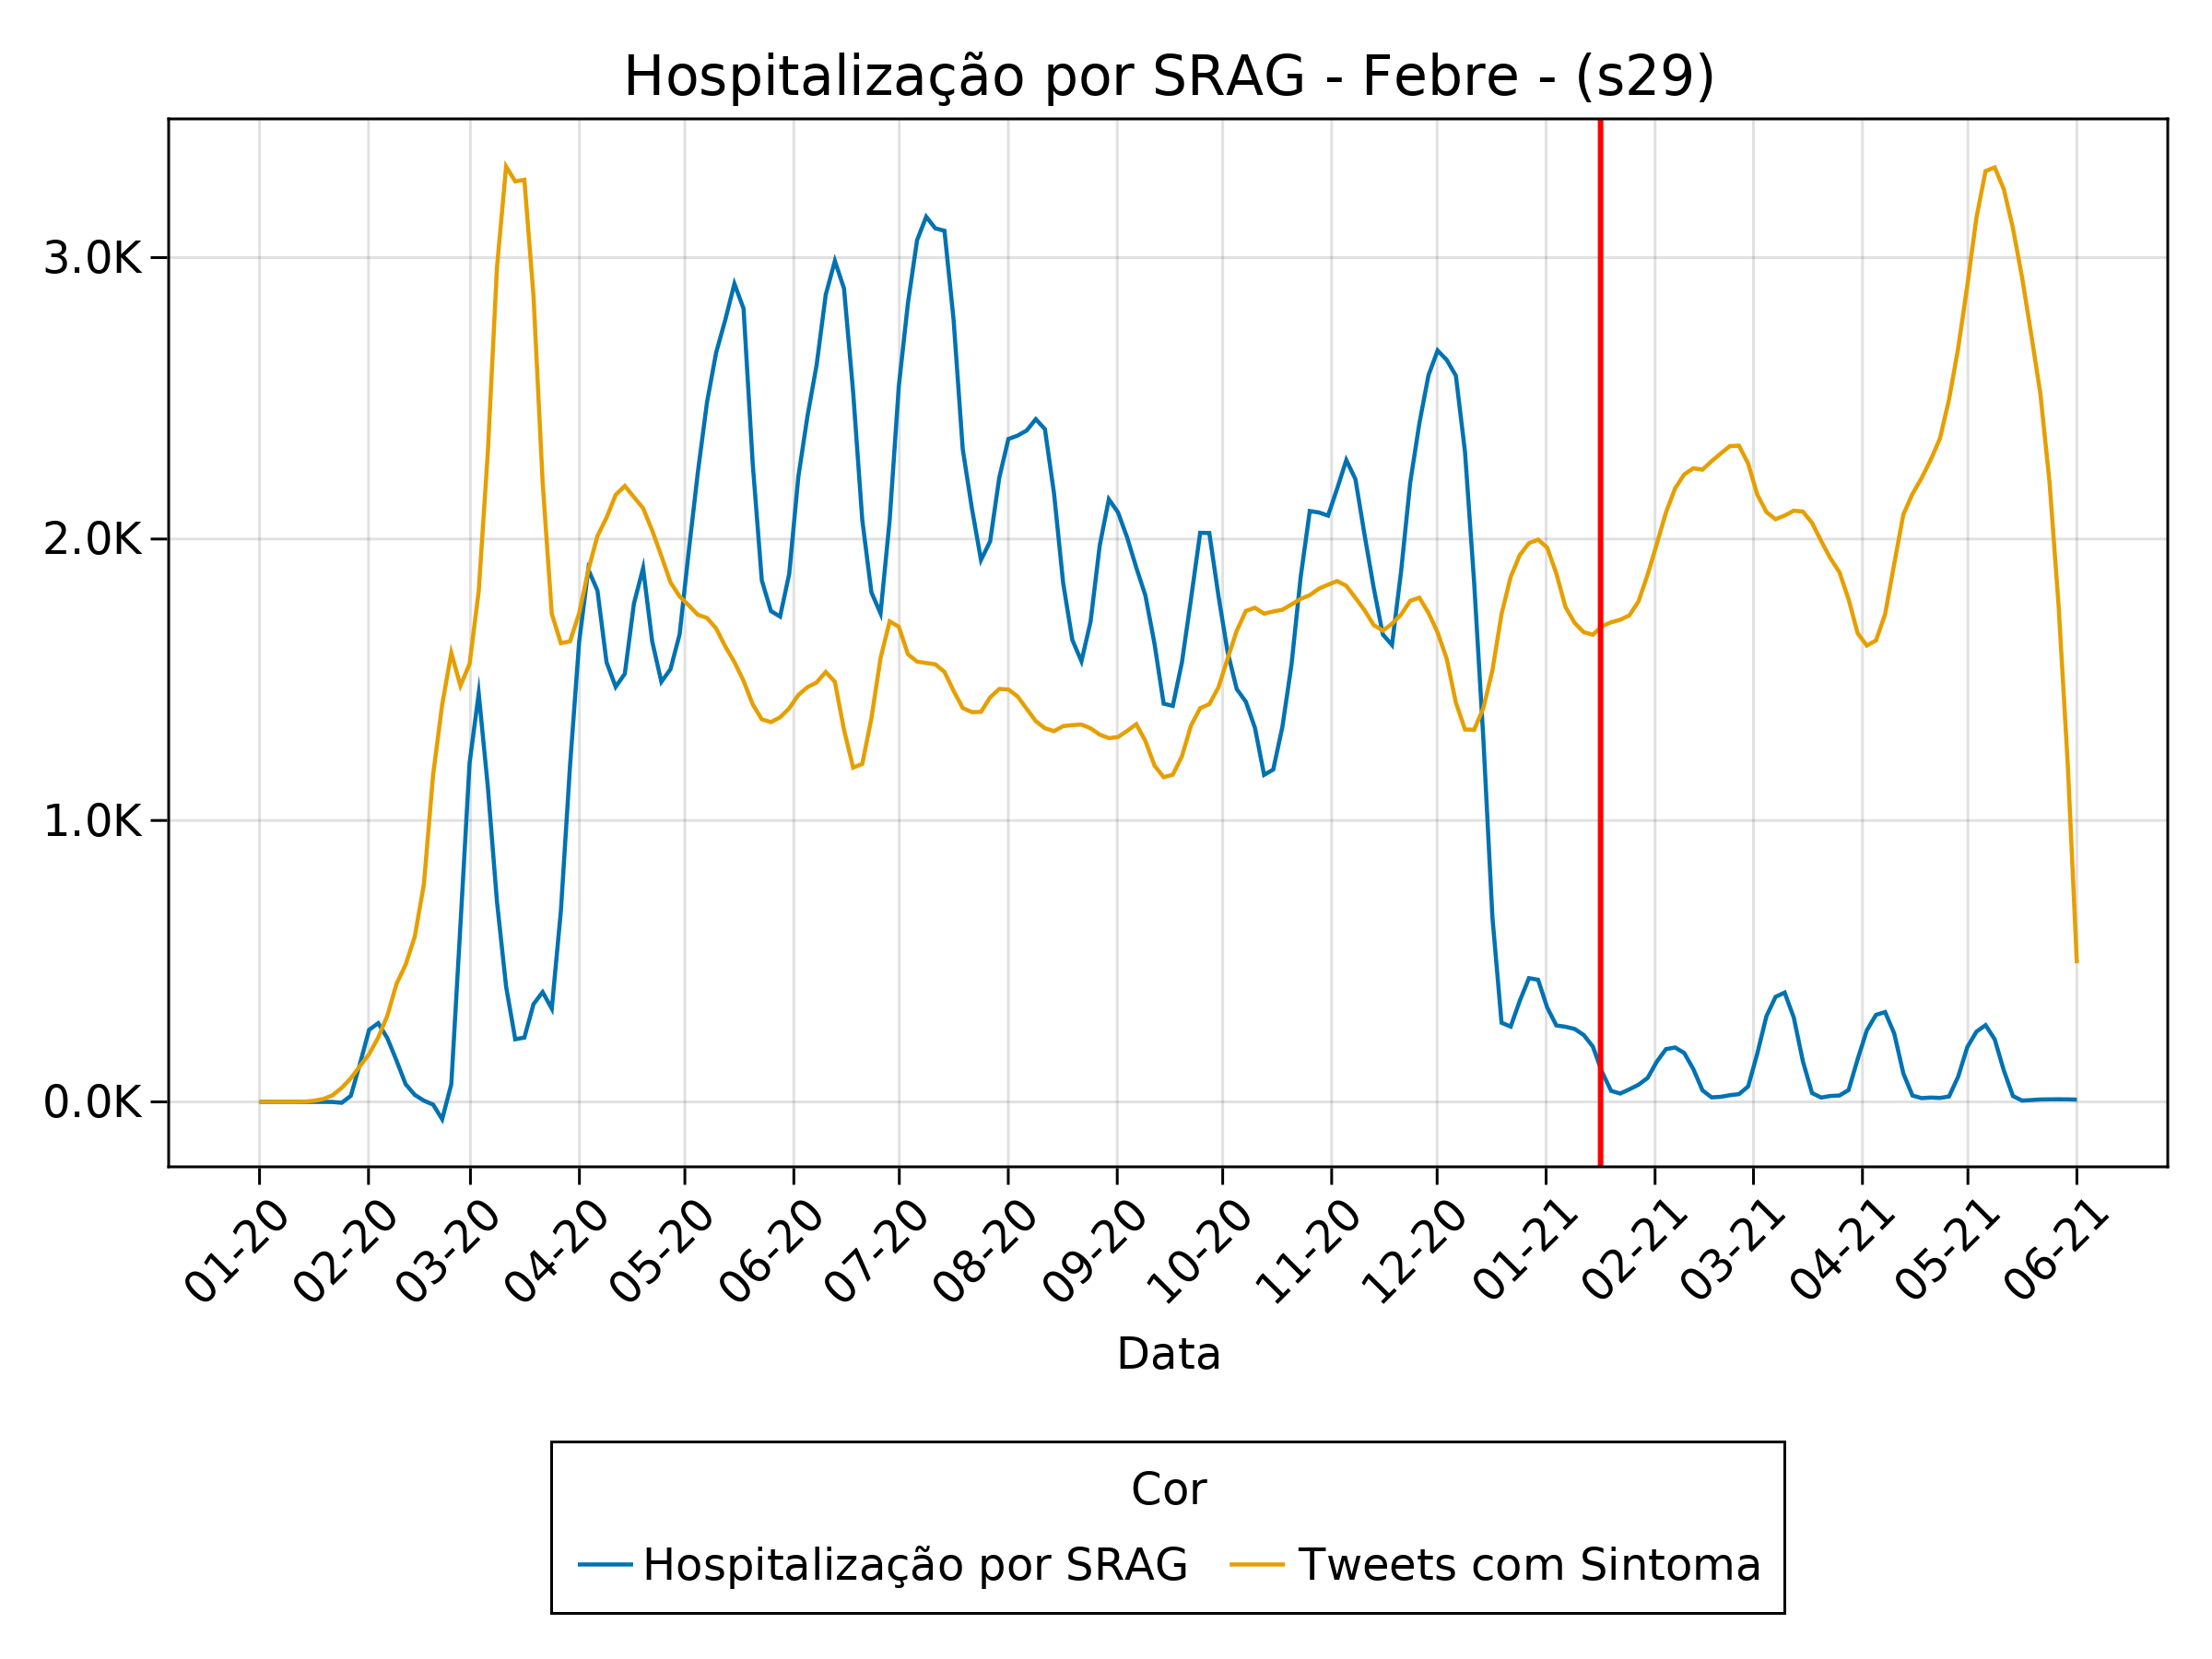 Hospitalização por SRAG - Febre - (s29)
3.0K
2.0K
1.0K
0.0K
01-20 02-20 03-20 04-20 05-20 06-20 07-20 08-20 09-20 10-20 11-20 12-20 01-21 02-21 03-21 04-21 05-21 06-21
Data
Cor
Hospitalização por SRAG Tweets com Sintoma